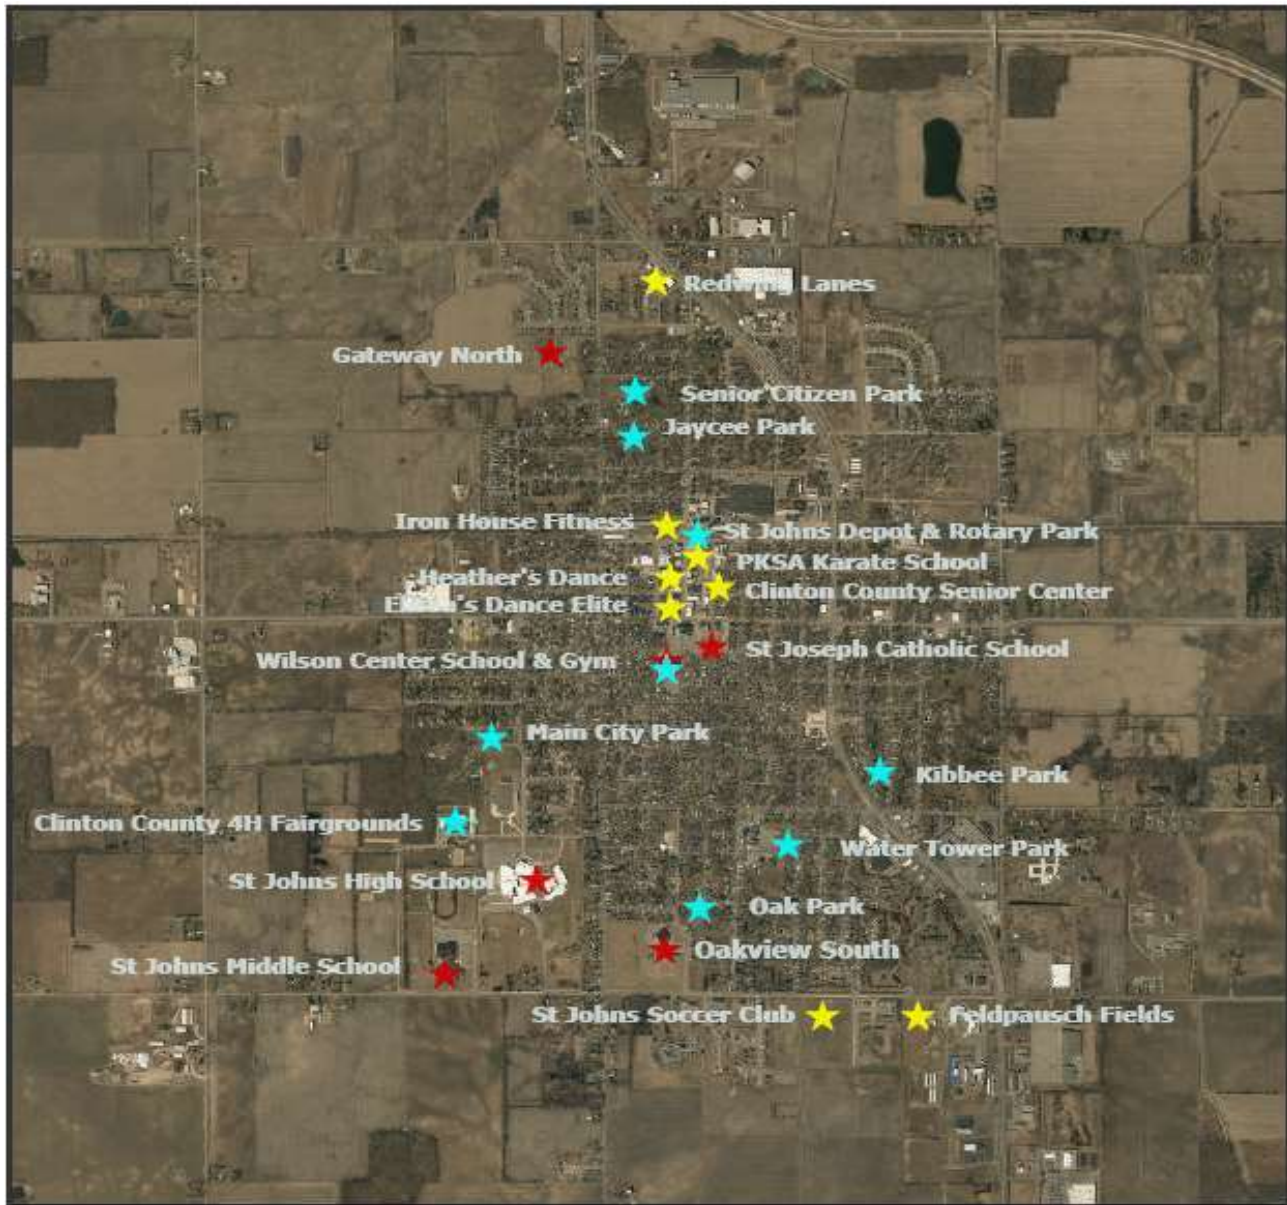 Redwing Lanes
Gateway North
Senior Citizen Park
Jaycee Park
Iron House Fitness
St Johns Depot & Rotary Park
PKSA Karate School
Heather's Dance
Clinton County Senior Center
Dance Elite
St Joseph Catholic School
Wilson Center School & Gym
Main City Park
Kibbee Park
Clinton County 4H Fairgrounds
Water Tower Park
St Johns High School
Oak Park
Oakview South
St Johns Middle School
St Johns Soccer Club
Feldpausch Fields